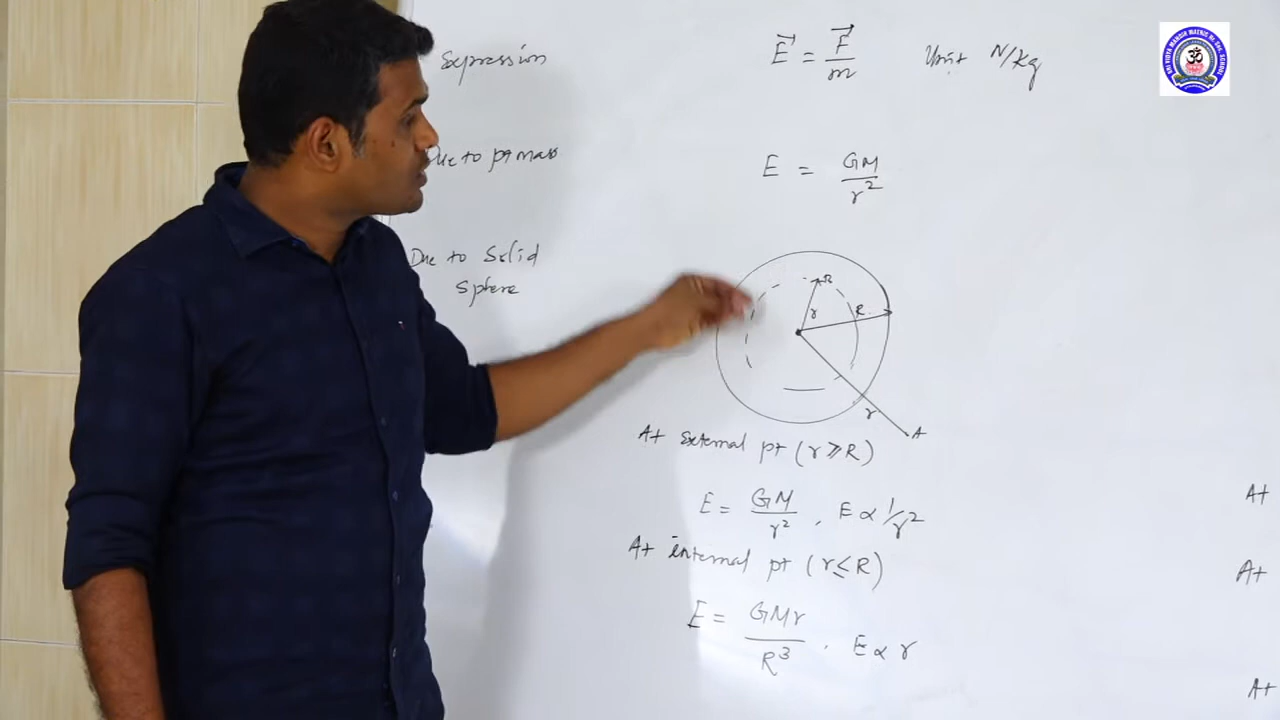 Expression E⃗ = F⃗/m Unit N/Kg
ue to pt mass E = GM/r²
Due to Solid
Sphere
R
r R
r
A
At external pt (r ≥ R)
E = GM/r² , E ∝ 1/r²
At
At internal pt (r ≤ R)
At
E = GMr/R³ . E ∝ r
At